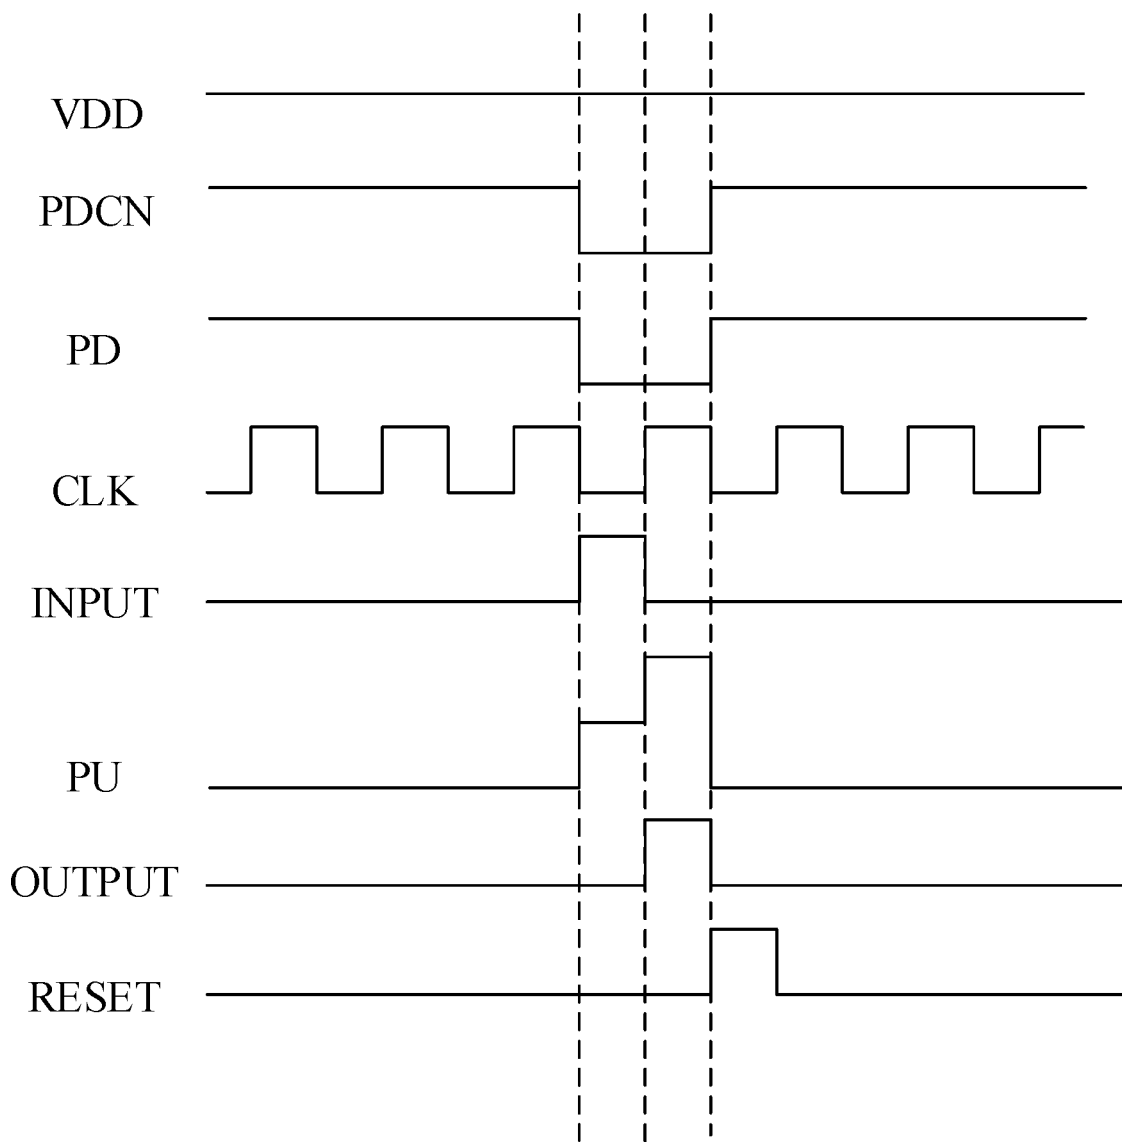 VDD
PDCN
PD
CLK
INPUT
PU
OUTPUT
RESET